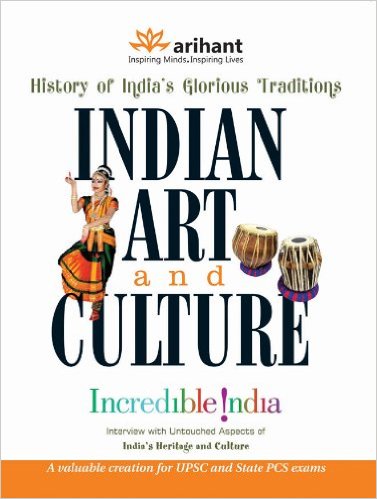 arihant
Inspiring Minds.Inspiring Lives
History of India's Glorious Traditions
INDIAN
ART
and
CULTURE
Incredible!ndia
Interview with Untouched Aspects of
India's Heritage and Culture
A valuable creation for UPSC and State PCS exams